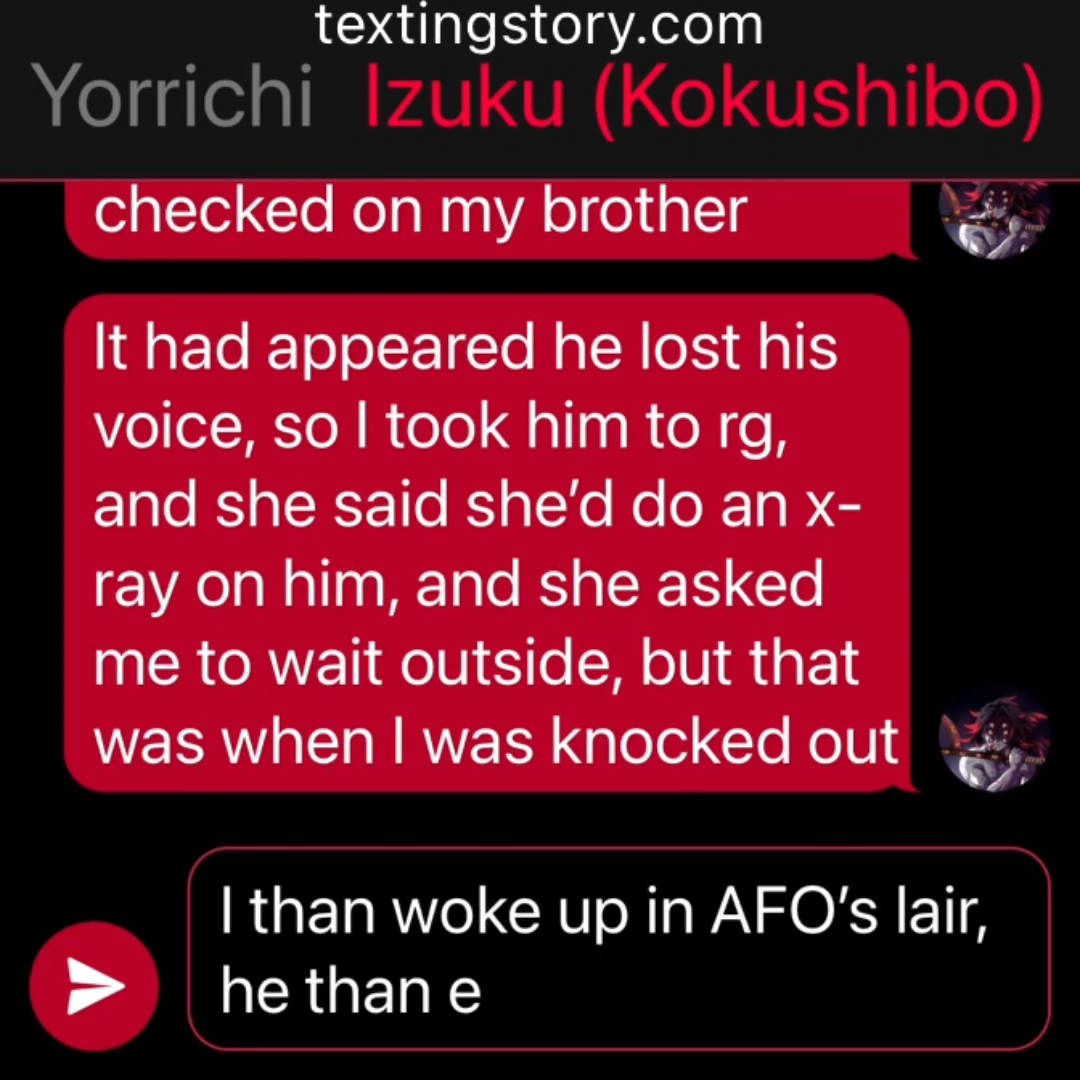 textingstory.com
Yorrichi Izuku (Kokushibo)
checked on my brother
It had appeared he lost his
voice, so I took him to rg,
and she said she’d do an x-
ray on him, and she asked
me to wait outside, but that
was when I was knocked out
I than woke up in AFO’s lair,
he than e